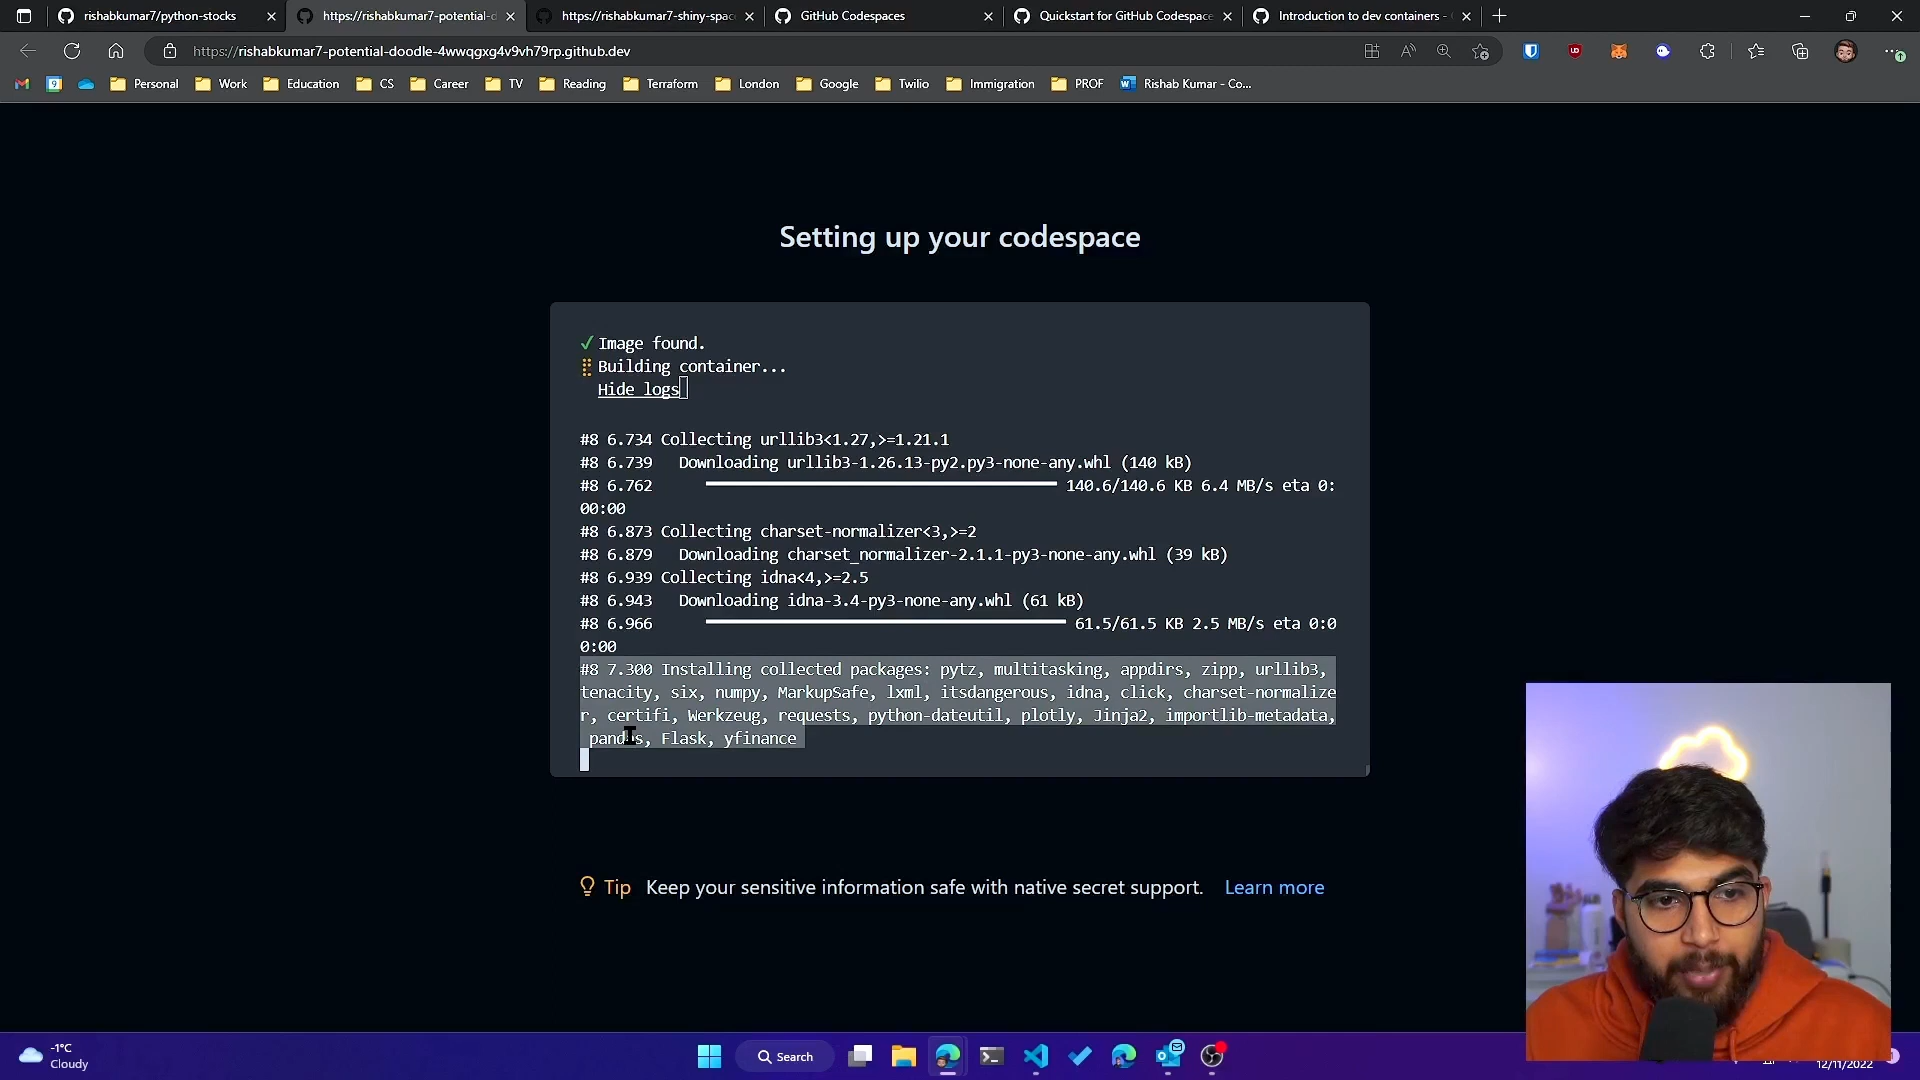 rishabkumar7/python-stocks
https://rishabkumar7-potential-d
https://rishabkumar7-shiny-spac
GitHub Codespaces
Quickstart for GitHub Codespace
Introduction to dev containers -
https://rishabkumar7-potential-doodle-4wwqgxg4v9vh79rp.github.dev
Personal
Work
Education
CS
Career
TV
Reading
Terraform
London
Google
Twilio
Immigration
PROF
Rishab Kumar - Co...
Setting up your codespace
✓ Image found.
Building container...
Hide logs
#8 6.734 Collecting urllib3<1.27,>=1.21.1
#8 6.739 Downloading urllib3-1.26.13-py2.py3-none-any.whl (140 kB)
#8 6.762 140.6/140.6 KB 6.4 MB/s eta 0:
00:00
#8 6.873 Collecting charset-normalizer<3,>=2
#8 6.879 Downloading charset_normalizer-2.1.1-py3-none-any.whl (39 kB)
#8 6.939 Collecting idna<4,>=2.5
#8 6.943 Downloading idna-3.4-py3-none-any.whl (61 kB)
#8 6.966 61.5/61.5 KB 2.5 MB/s eta 0:0
0:00
#8 7.300 Installing collected packages: pytz, multitasking, appdirs, zipp, urllib3,
tenacity, six, numpy, MarkupSafe, lxml, itsdangerous, idna, click, charset-normalize
r, certifi, Werkzeug, requests, python-dateutil, plotly, Jinja2, importlib-metadata,
pandas, Flask, yfinance
Tip Keep your sensitive information safe with native secret support. Learn more
-1°C
Cloudy
Search
12/11/2022